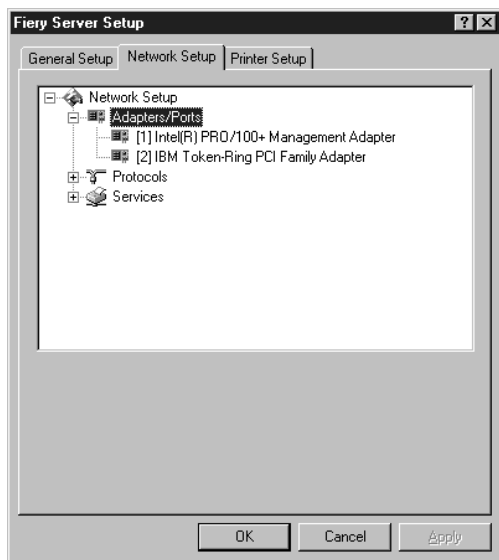 Fiery Server Setup
General Setup Network Setup Printer Setup
Network Setup
Adapters/Ports
[1] Intel(R) PRO/100+ Management Adapter
[2] IBM Token-Ring PCI Family Adapter
Protocols
Services
OK Cancel Apply